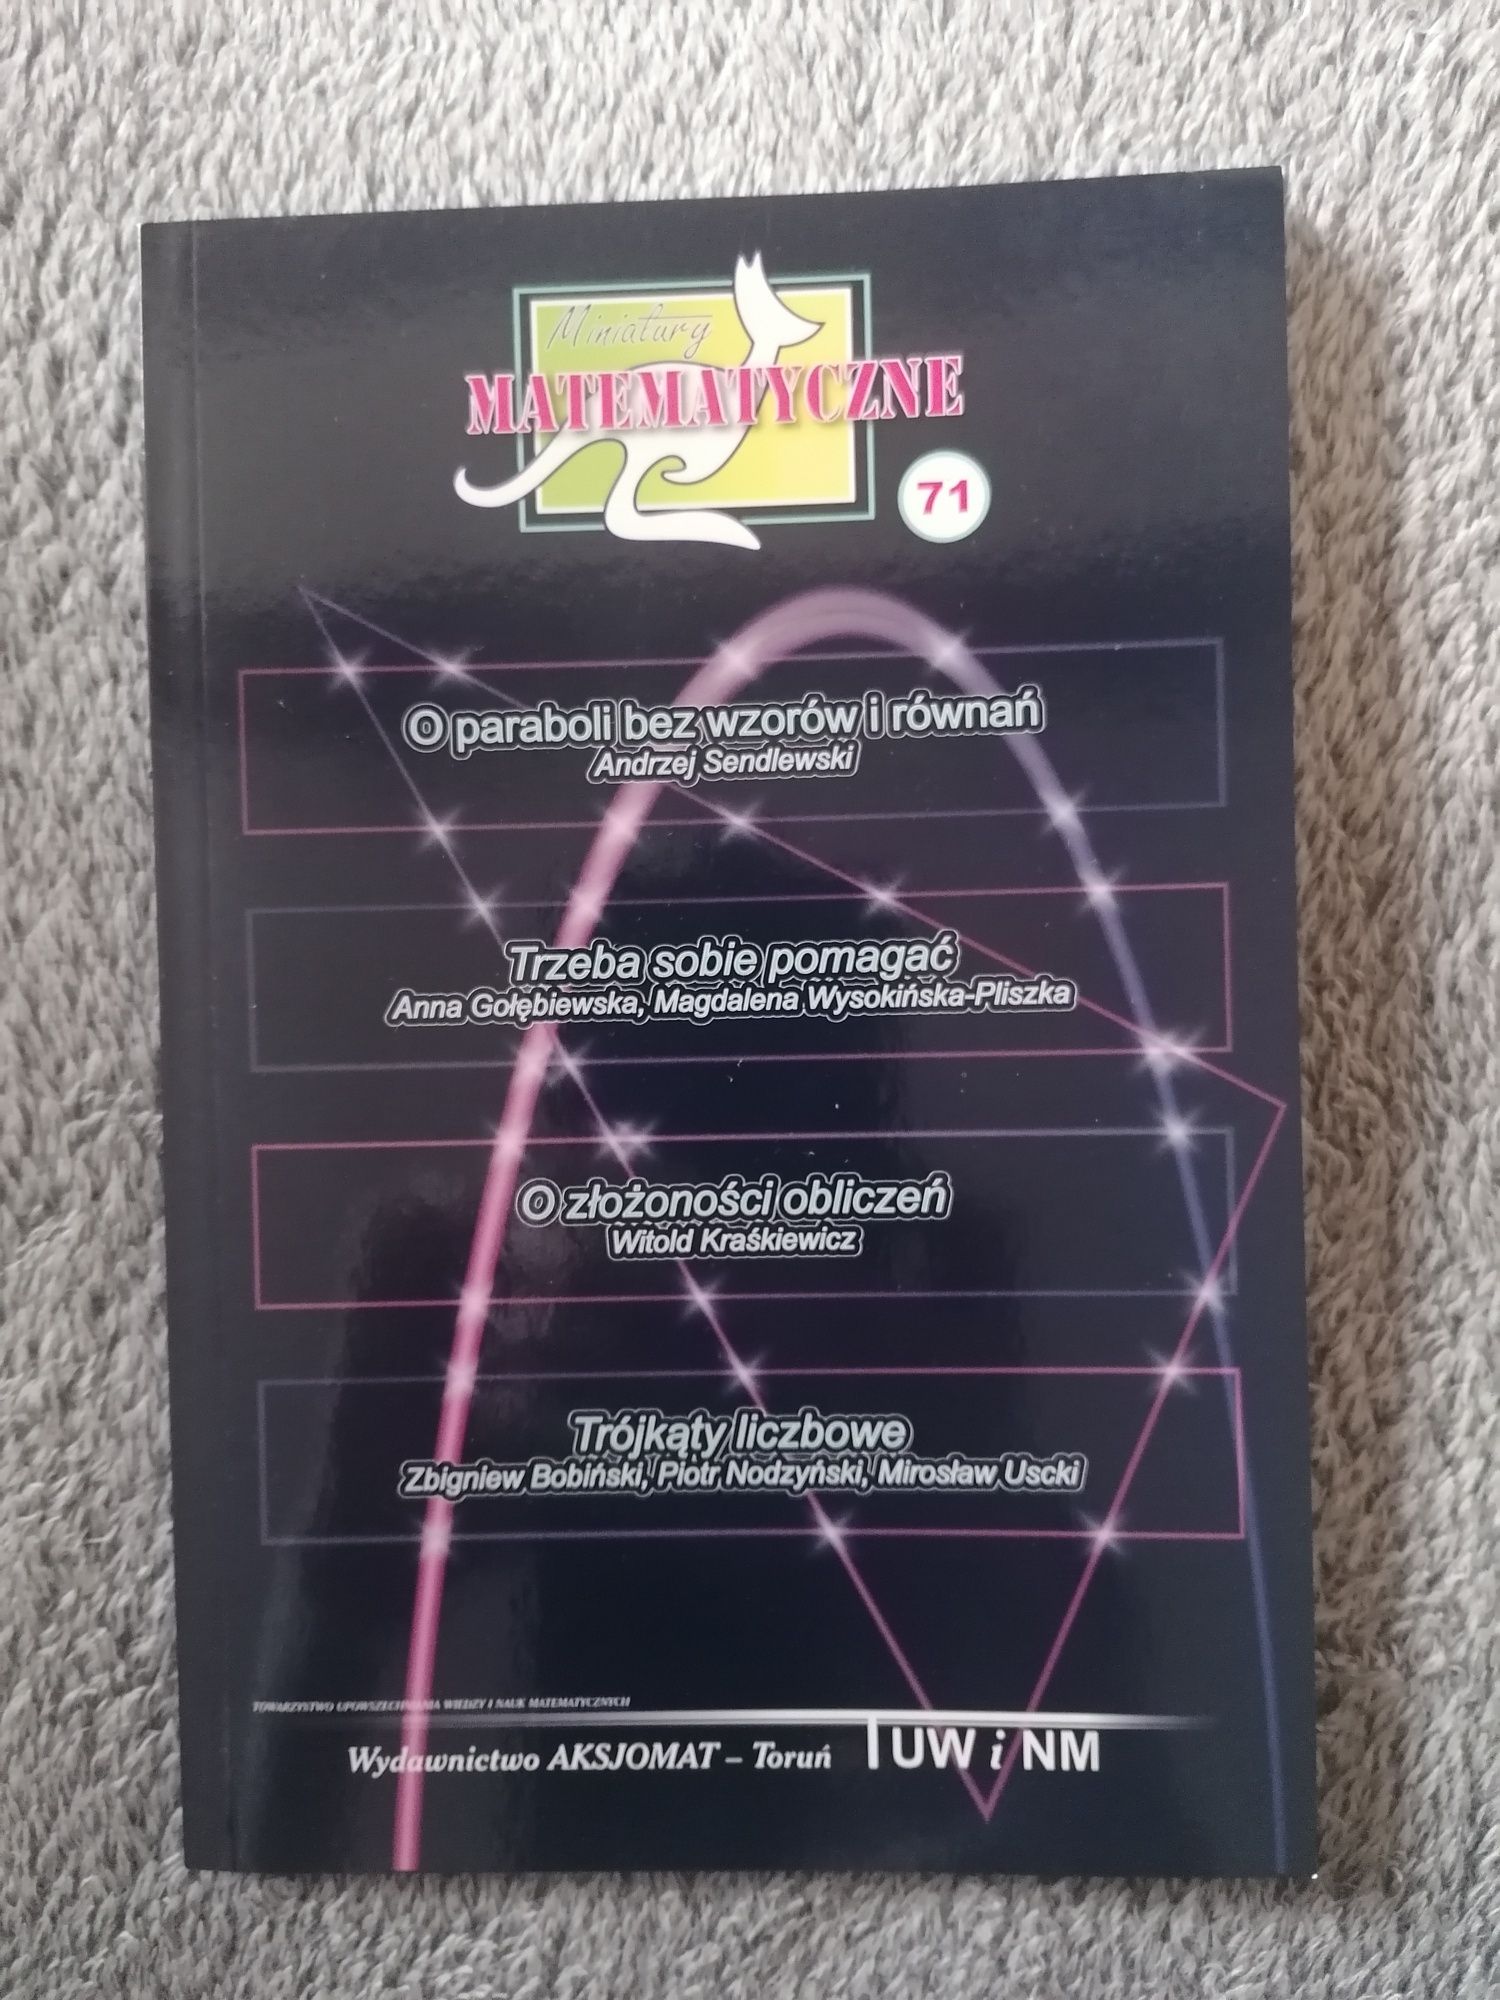 Miniatury
MATEMATYCZNE
71
O paraboli bez wzorów i równań
Andrzej Sendlewski
Trzeba sobie pomagać
Anna Gołębiewska, Magdalena Wysokińska-Pliszka
O złożoności obliczeń
Witold Kraśkiewicz
Trójkąty liczbowe
Zbigniew Bobiński, Piotr Nodzyński, Mirosław Uscki
TOWARZYSTWO UPOWSZECHNIANIA WIEDZY I NAUK MATEMATYCZNYCH
Wydawnictwo AKSJOMAT – Toruń TUW i NM